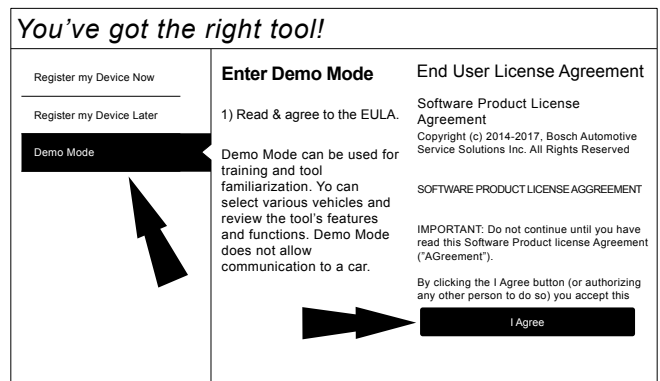 You've got the right tool!
Register my Device Now
Register my Device Later
Demo Mode
Enter Demo Mode
1) Read & agree to the EULA.
Demo Mode can be used for
training and tool
familiarization. Yo can
select various vehicles and
review the tool's features
and functions. Demo Mode
does not allow
communication to a car.
End User License Agreement
Software Product License
Agreement
Copyright (c) 2014-2017, Bosch Automotive
Service Solutions Inc. All Rights Reserved
SOFTWARE PRODUCT LICENSE AGGREEMENT
IMPORTANT: Do not continue until you have
read this Software Product license Agreement
("AGreement").
By clicking the I Agree button (or authorizing
any other person to do so) you accept this
I Agree